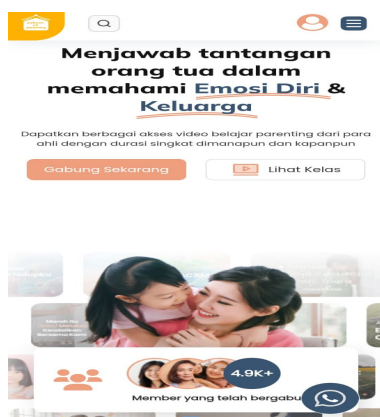 Menjawab tantangan
orang tua dalam
memahami Emosi Diri &
Keluarga
Dapatkan berbagai akses video belajar parenting dari para
ahli dengan durasi singkat dimanapun dan kapanpun
Gabung Sekarang
Lihat Kelas
4.9K+
Member yang telah bergabu